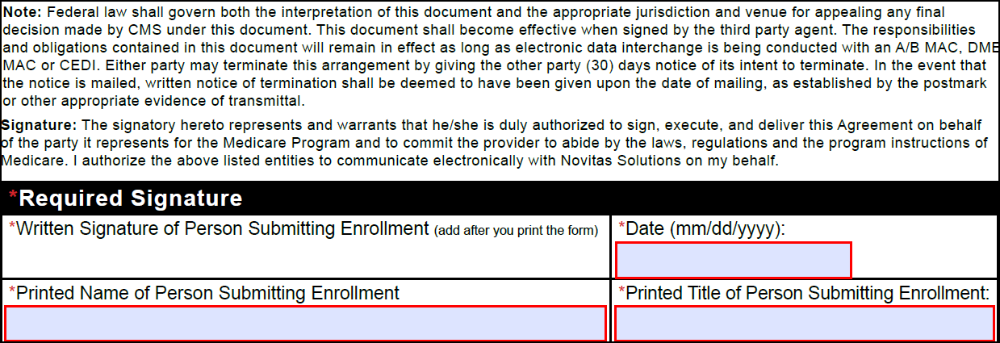 Note: Federal law shall govern both the interpretation of this document and the appropriate jurisdiction and venue for appealing any final
decision made by CMS under this document. This document shall become effective when signed by the third party agent. The responsibilities
and obligations contained in this document will remain in effect as long as electronic data interchange is being conducted with an A/B MAC, DME
MAC or CEDI. Either party may terminate this arrangement by giving the other party (30) days notice of its intent to terminate. In the event that
the notice is mailed, written notice of termination shall be deemed to have been given upon the date of mailing, as established by the postmark
or other appropriate evidence of transmittal.
Signature: The signatory hereto represents and warrants that he/she is duly authorized to sign, execute, and deliver this Agreement on behalf
of the party it represents for the Medicare Program and to commit the provider to abide by the laws, regulations and the program instructions of
Medicare. I authorize the above listed entities to communicate electronically with Novitas Solutions on my behalf.
*Required Signature
*Written Signature of Person Submitting Enrollment (add after you print the form)
*Date (mm/dd/yyyy):
*Printed Name of Person Submitting Enrollment
*Printed Title of Person Submitting Enrollment: